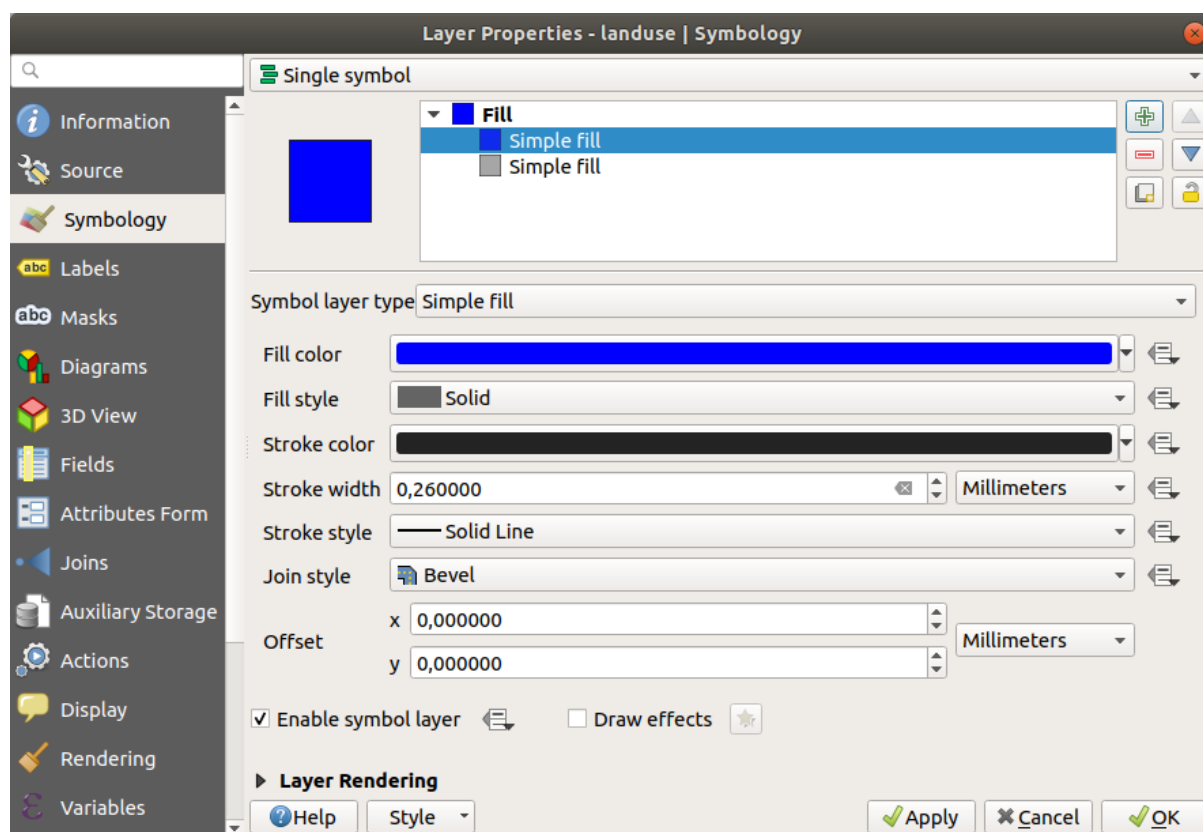 Layer Properties - landuse | Symbology
Information
Source
Symbology
abc Labels
abc Masks
Diagrams
3D View
Fields
Attributes Form
Joins
Auxiliary Storage
Actions
Display
Rendering
Variables
Single symbol
Fill
Simple fill
Simple fill
Symbol layer type Simple fill
Fill color
Fill style Solid
Stroke color
Stroke width 0,260000 Millimeters
Stroke style Solid Line
Join style Bevel
Offset
x 0,000000
y 0,000000
Millimeters
Enable symbol layer Draw effects
Layer Rendering
Help Style Apply Cancel OK